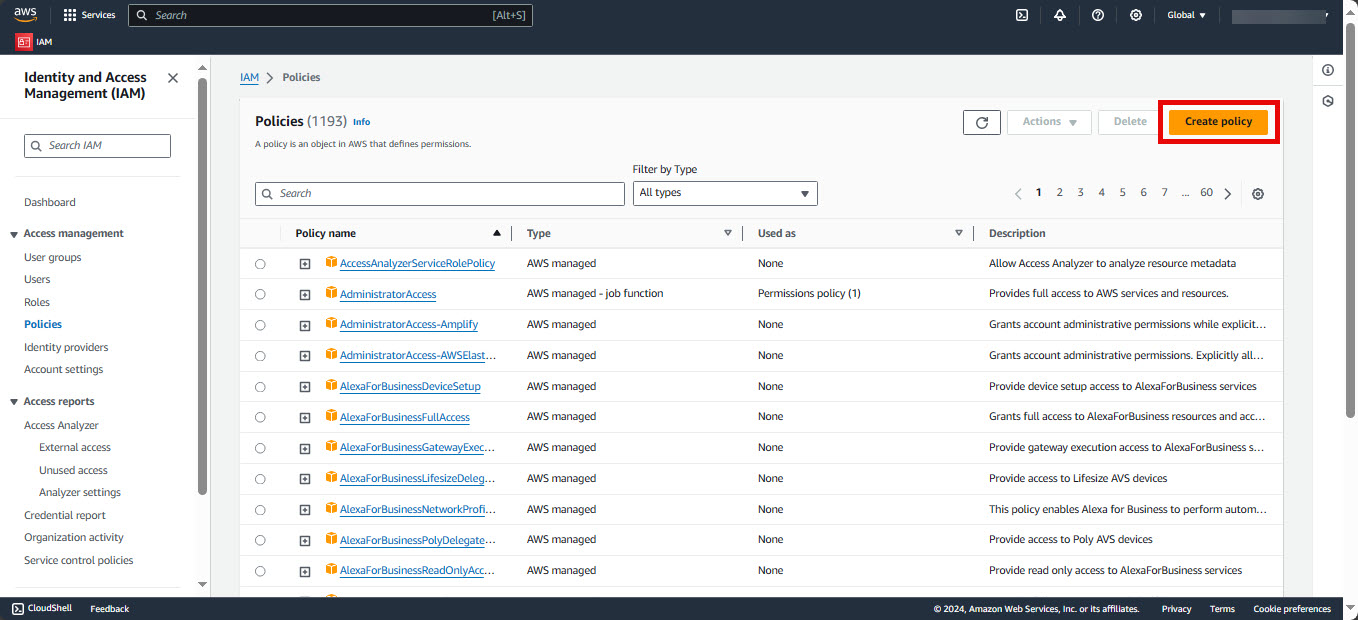 aws Services Search [Alt+S] Global
IAM
Identity and Access Management (IAM)
Search IAM
Dashboard
Access management
User groups
Users
Roles
Policies
Identity providers
Account settings
Access reports
Access Analyzer
External access
Unused access
Analyzer settings
Credential report
Organization activity
Service control policies
IAM Policies
Policies (1193) Info
A policy is an object in AWS that defines permissions.
Actions Delete Create policy
Filter by Type
Search All types 1 2 3 4 5 6 7 ... 60
Policy name Type Used as Description
AccessAnalyzerServiceRolePolicy AWS managed None Allow Access Analyzer to analyze resource metadata
AdministratorAccess AWS managed - job function Permissions policy (1) Provides full access to AWS services and resources.
AdministratorAccess-Amplify AWS managed None Grants account administrative permissions while explicit...
AdministratorAccess-AWSElast... AWS managed None Grants account administrative permissions. Explicitly all...
AlexaForBusinessDeviceSetup AWS managed None Provide device setup access to AlexaForBusiness services
AlexaForBusinessFullAccess AWS managed None Grants full access to AlexaForBusiness resources and acc...
AlexaForBusinessGatewayExec... AWS managed None Provide gateway execution access to AlexaForBusiness s...
AlexaForBusinessLifesizeDeleg... AWS managed None Provide access to Lifesize AVS devices
AlexaForBusinessNetworkProfi... AWS managed None This policy enables Alexa for Business to perform autom...
AlexaForBusinessPolyDelegate... AWS managed None Provide access to Poly AVS devices
AlexaForBusinessReadOnlyAcc... AWS managed None Provide read only access to AlexaForBusiness services
CloudShell Feedback © 2024, Amazon Web Services, Inc. or its affiliates. Privacy Terms Cookie preferences